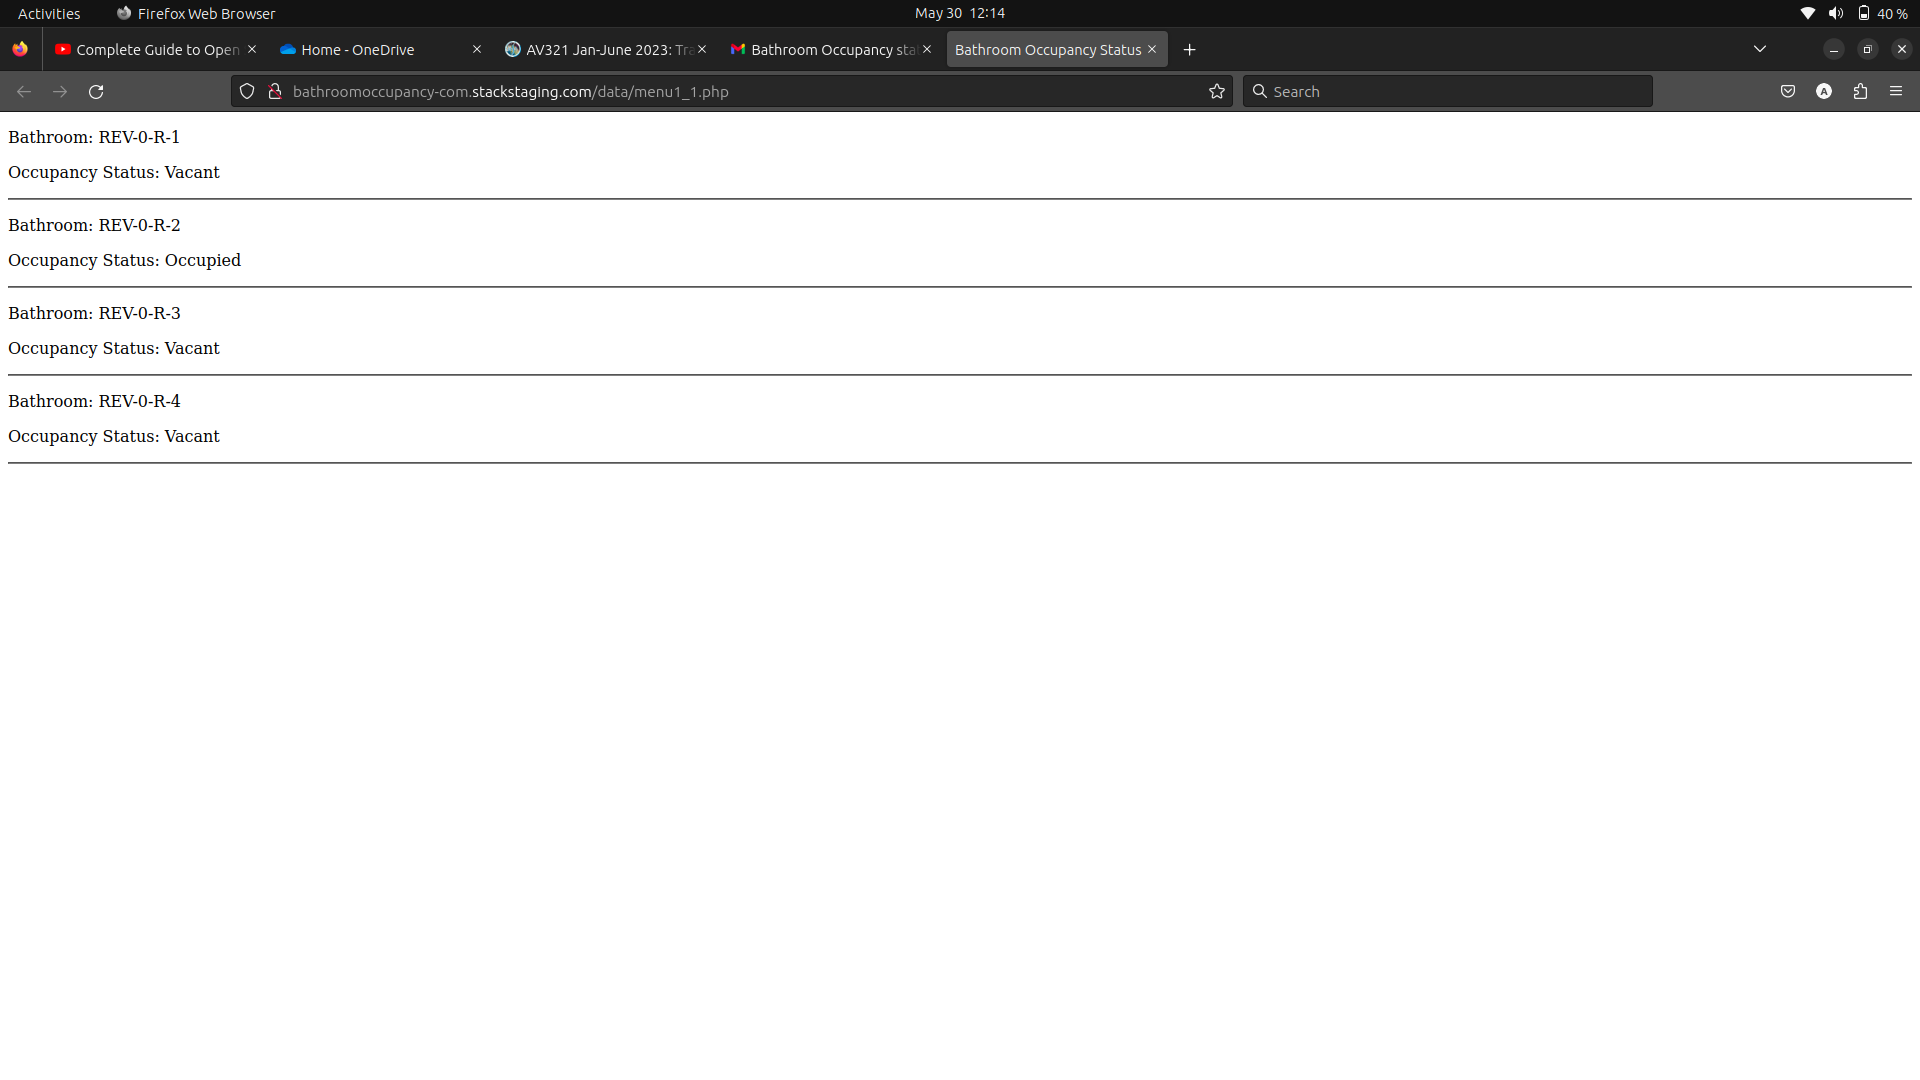 Activities
Firefox Web Browser
May 30 12:14
40 %
Complete Guide to Open
Home - OneDrive
AV321 Jan-June 2023: Tra
Bathroom Occupancy sta
Bathroom Occupancy Status
bathroomoccupancy-com.stackstaging.com/data/menu1_1.php
Search
A
Bathroom: REV-0-R-1
Occupancy Status: Vacant
Bathroom: REV-0-R-2
Occupancy Status: Occupied
Bathroom: REV-0-R-3
Occupancy Status: Vacant
Bathroom: REV-0-R-4
Occupancy Status: Vacant